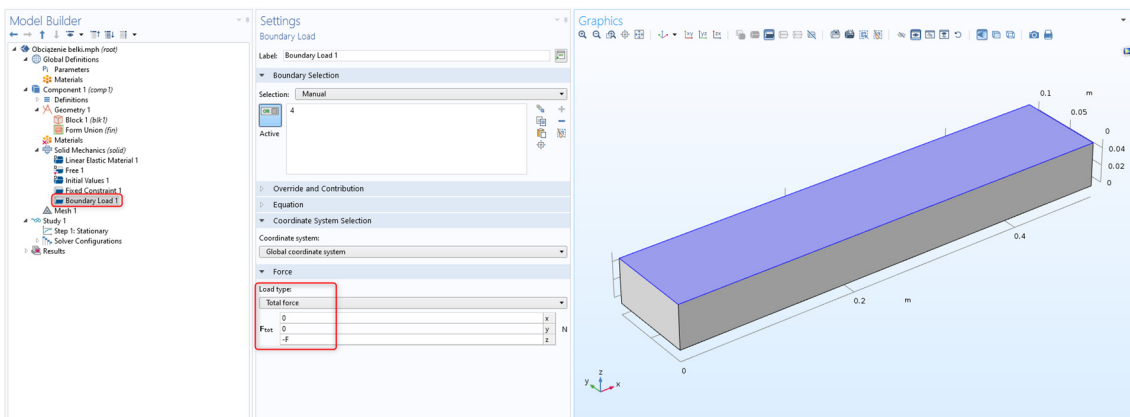 Model Builder
Obciążenie belki.mph (root)
Global Definitions
Pi Parameters
Materials
Component 1 (comp1)
Definitions
Geometry 1
Block 1 (blk1)
Form Union (fin)
Materials
Solid Mechanics (solid)
Linear Elastic Material 1
Free 1
Initial Values 1
Fixed Constraint 1
Boundary Load 1
Mesh 1
Study 1
Step 1: Stationary
Solver Configurations
Results
Settings
Boundary Load
Label: Boundary Load 1
Boundary Selection
Selection: Manual
ON
Active
4
Override and Contribution
Equation
Coordinate System Selection
Coordinate system:
Global coordinate system
Force
Load type:
Total force
Ftot
0 x
0 y N
-F z
Graphics
0.1 m
0.05
0
0.04
0.02
0
0.4
0.2 m
0
z
y x